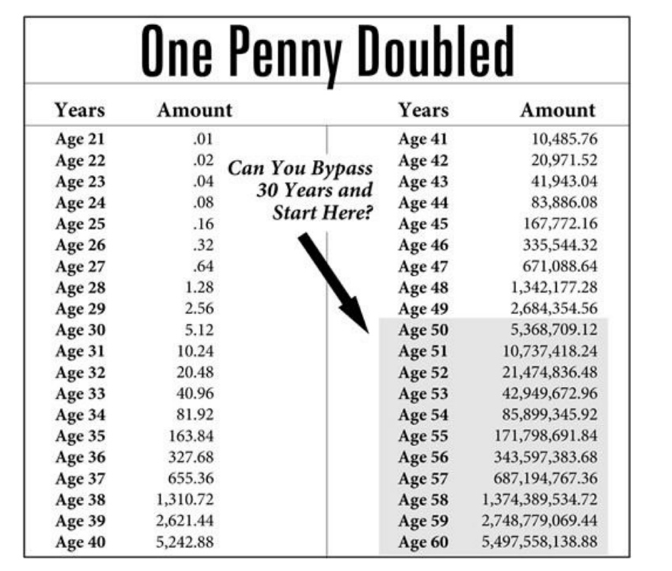 One Penny Doubled
Years Amount
Age 21 .01
Age 22 .02
Age 23 .04
Age 24 .08
Age 25 .16
Age 26 .32
Age 27 .64
Age 28 1.28
Age 29 2.56
Age 30 5.12
Age 31 10.24
Age 32 20.48
Age 33 40.96
Age 34 81.92
Age 35 163.84
Age 36 327.68
Age 37 655.36
Age 38 1,310.72
Age 39 2,621.44
Age 40 5,242.88
Can You Bypass
30 Years and
Start Here?
Years Amount
Age 41 10,485.76
Age 42 20,971.52
Age 43 41,943.04
Age 44 83,886.08
Age 45 167,772.16
Age 46 335,544.32
Age 47 671,088.64
Age 48 1,342,177.28
Age 49 2,684,354.56
Age 50 5,368,709.12
Age 51 10,737,418.24
Age 52 21,474,836.48
Age 53 42,949,672.96
Age 54 85,899,345.92
Age 55 171,798,691.84
Age 56 343,597,383.68
Age 57 687,194,767.36
Age 58 1,374,389,534.72
Age 59 2,748,779,069.44
Age 60 5,497,558,138.88